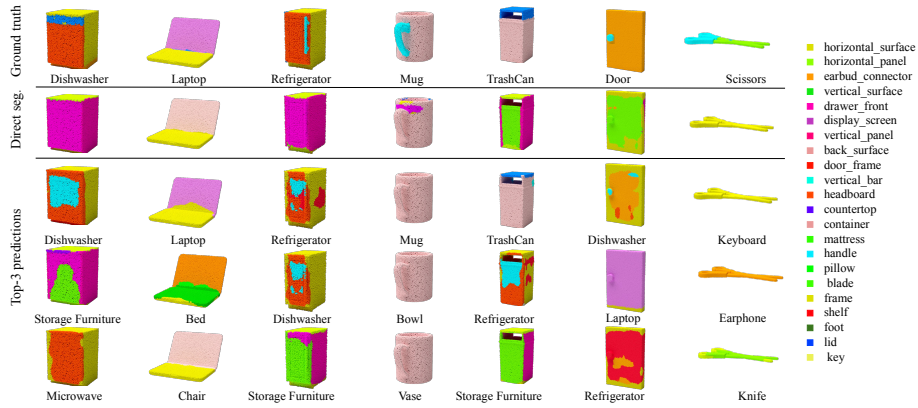 Ground truth
Dishwasher Laptop Refrigerator Mug TrashCan Door Scissors
Direct seg.
Top-3 predictions
Dishwasher Laptop Refrigerator Mug TrashCan Dishwasher Keyboard
Storage Furniture Bed Dishwasher Bowl Refrigerator Laptop Earphone
Microwave Chair Storage Furniture Vase Storage Furniture Refrigerator Knife
horizontal_surface
horizontal_panel
earbud_connector
vertical_surface
drawer_front
display_screen
vertical_panel
back_surface
door_frame
vertical_bar
headboard
countertop
container
mattress
handle
pillow
blade
frame
shelf
foot
lid
key